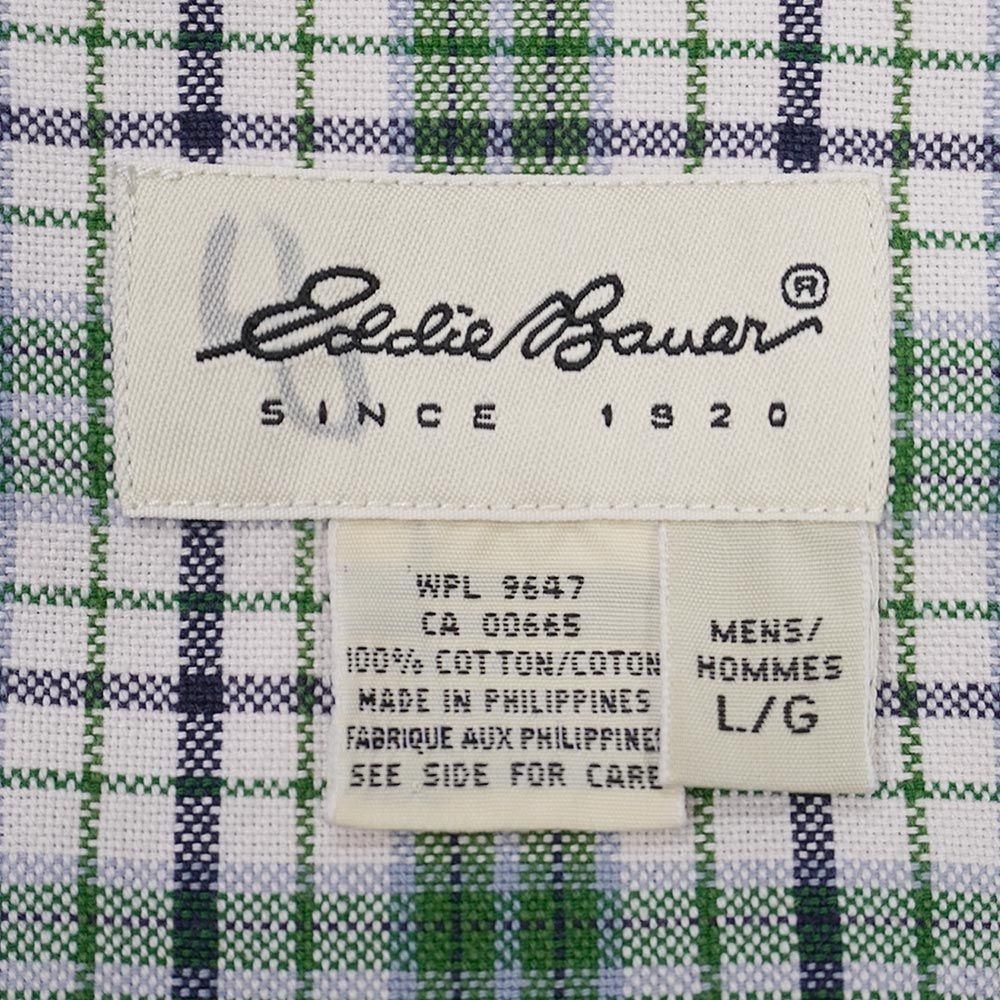 Eddie Bauer ®
SINCE 1920
WPL 9647
CA 00665
100% COTTON/COTON
MADE IN PHILIPPINES
FABRIQUE AUX PHILIPPINE
SEE SIDE FOR CARE
MENS/
HOMMES
L/G